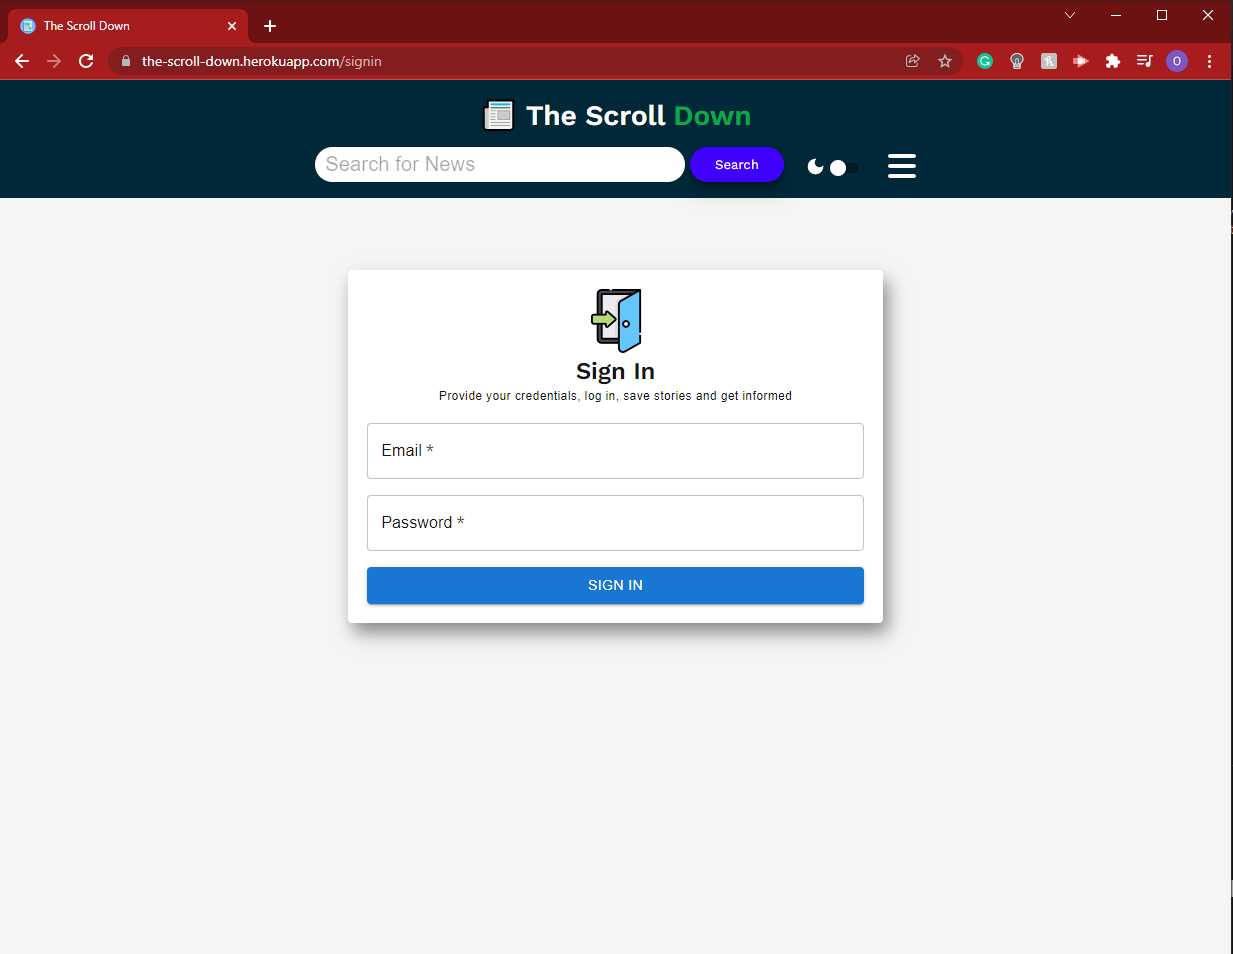 The Scroll Down
the-scroll-down.herokuapp.com/signin
O
The Scroll Down
Search for News
Search
Sign In
Provide your credentials, log in, save stories and get informed
Email *
Password *
SIGN IN